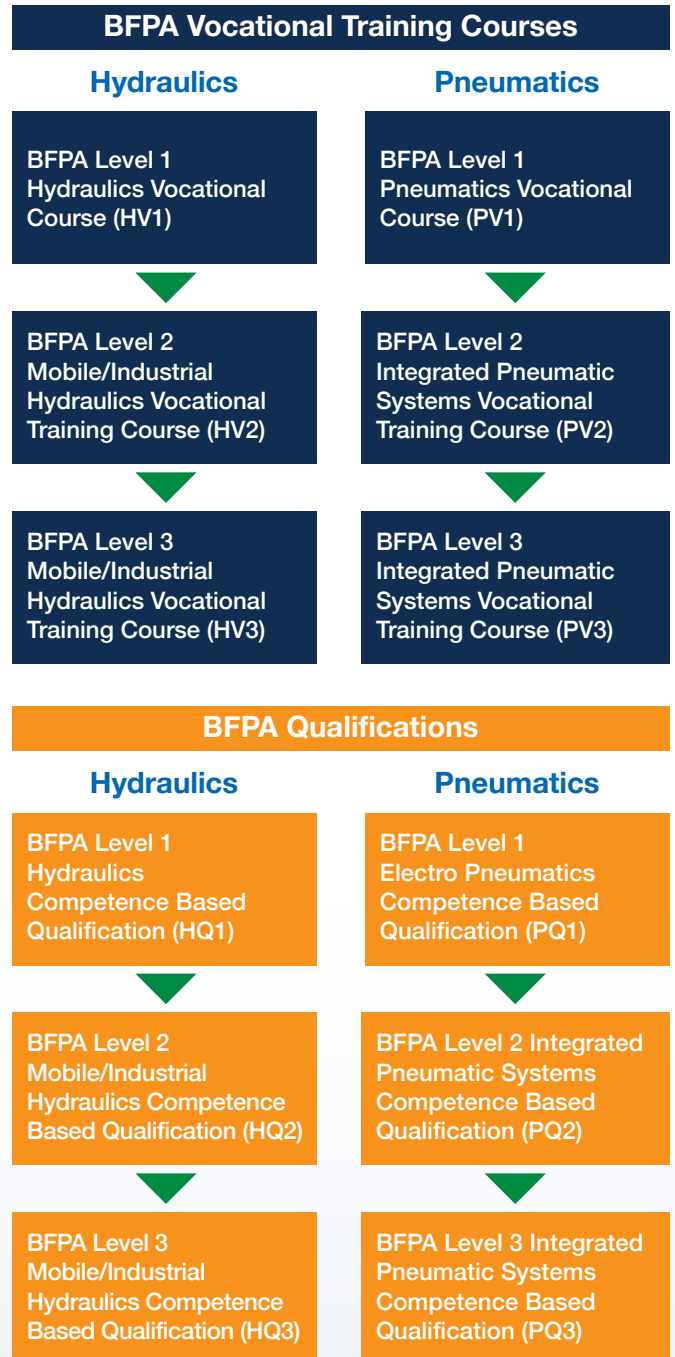 BFPA Vocational Training Courses
Hydraulics
Pneumatics
BFPA Level 1
Hydraulics Vocational
Course (HV1)
BFPA Level 1
Pneumatics Vocational
Course (PV1)
BFPA Level 2
Mobile/Industrial
Hydraulics Vocational
Training Course (HV2)
BFPA Level 2
Integrated Pneumatic
Systems Vocational
Training Course (PV2)
BFPA Level 3
Mobile/Industrial
Hydraulics Vocational
Training Course (HV3)
BFPA Level 3
Integrated Pneumatic
Systems Vocational
Training Course (PV3)
BFPA Qualifications
Hydraulics
Pneumatics
BFPA Level 1
Hydraulics
Competence Based
Qualification (HQ1)
BFPA Level 1
Electro Pneumatics
Competence Based
Qualification (PQ1)
BFPA Level 2
Mobile/Industrial
Hydraulics Competence
Based Qualification (HQ2)
BFPA Level 2 Integrated
Pneumatic Systems
Competence Based
Qualification (PQ2)
BFPA Level 3
Mobile/Industrial
Hydraulics Competence
Based Qualification (HQ3)
BFPA Level 3 Integrated
Pneumatic Systems
Competence Based
Qualification (PQ3)